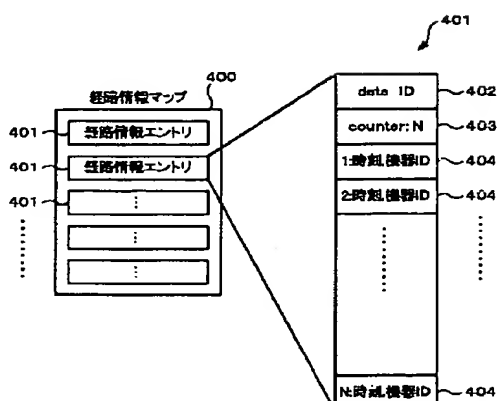 401
400
経路情報マップ
401 経路情報エントリ
401 経路情報エントリ
401
data ID 402
counter: N 403
1:時刻,機器ID 404
2:時刻,機器ID 404
N:時刻,機器ID 404